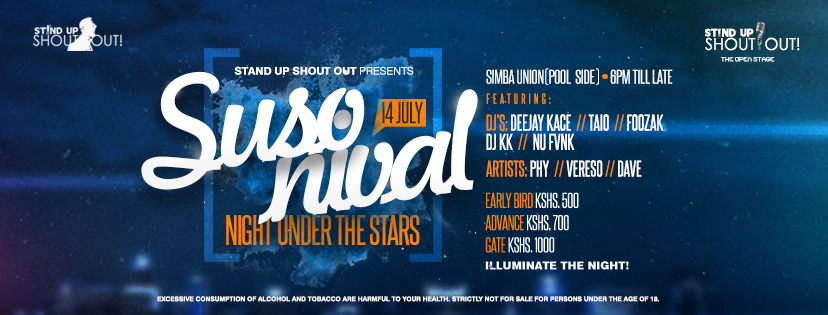 STAND UP
SHOUT OUT!
STAND UP
SHOUT OUT!
THE OPEN STAGE
STAND UP SHOUT OUT PRESENTS
Suso
14 JULY
nival
NIGHT UNDER THE STARS
SIMBA UNION(POOL SIDE) • 6PM TILL LATE
FEATURING:
DJ'S: DEEJAY KACE // TAIO // FOOZAK
DJ KK // NU FVNK
ARTISTS: PHY // VERESO // DAVE
EARLY BIRD KSHS. 500
ADVANCE KSHS. 700
GATE KSHS. 1000
ILLUMINATE THE NIGHT!
EXCESSIVE CONSUMPTION OF ALCOHOL AND TOBACCO ARE HARMFUL TO YOUR HEALTH. STRICTLY NOT FOR SALE FOR PERSONS UNDER THE AGE OF 18.